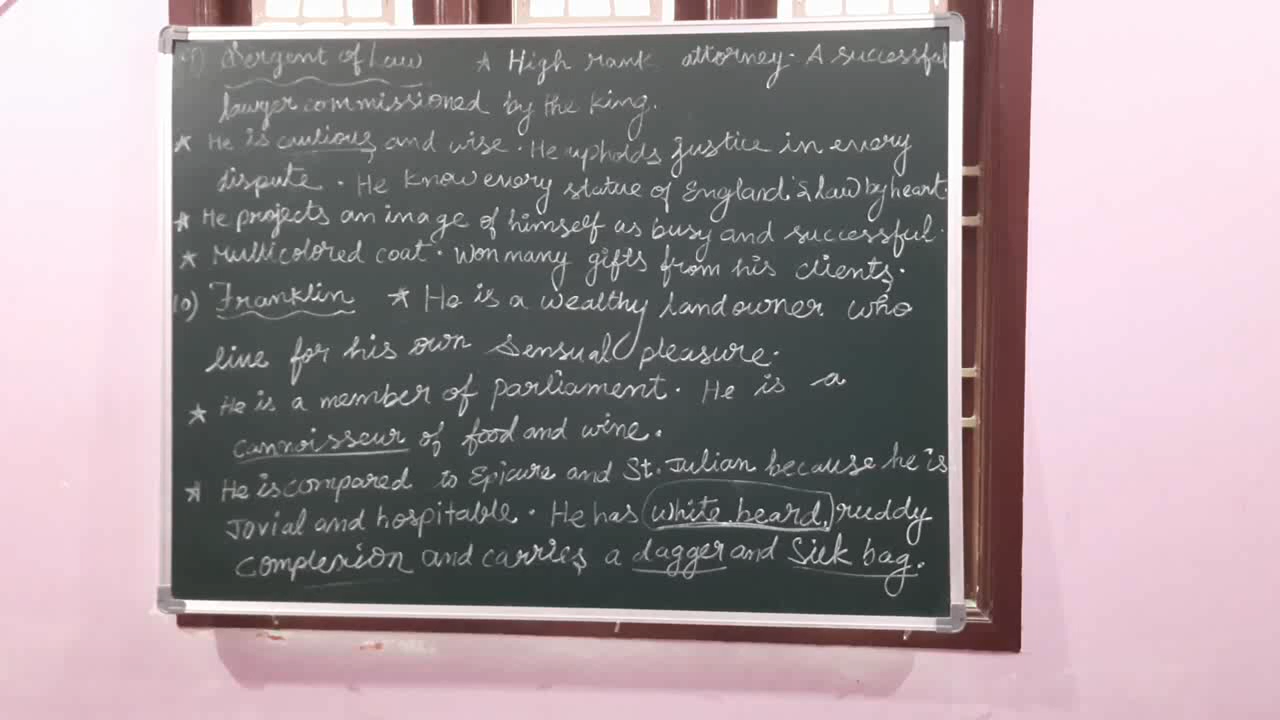 9) Sergent of Law ★ High rank attorney. A successful
lawyer commissioned by the king.
★ He is cautious and wise. He upholds justice in every
dispute. He know every statue of England's law by heart.
★ He projects an image of himself as busy and successful.
★ Multicolored coat. Won many gifts from his clients.
10) Franklin ★ He is a wealthy landowner who
live for his own sensual pleasure.
★ He is a member of parliament. He is a
cannoisseur of food and wine.
★ He is compared to Epicure and St. Julian because he is
Jovial and hospitable. He has white beard, ruddy
complexion and carries a dagger and Silk bag.